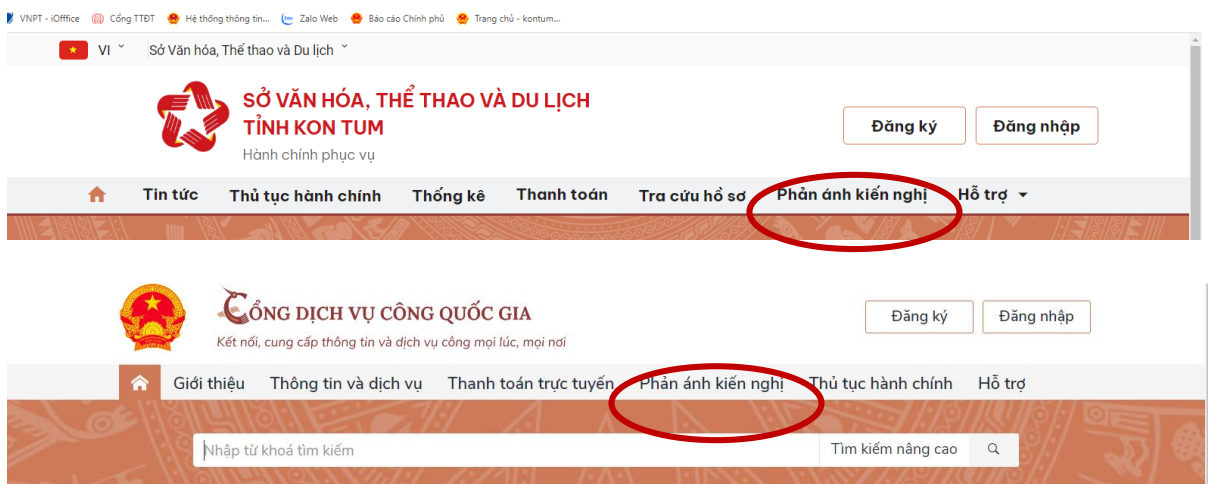 VNPT - iOfffice Cổng TTĐT Hệ thống thông tin... Zalo Web Báo cáo Chính phủ Trang chủ - kontum...
VI Sở Văn hóa, Thể thao và Du lịch
SỞ VĂN HÓA, THỂ THAO VÀ DU LỊCH
TỈNH KON TUM
Hành chính phục vụ
Đăng ký Đăng nhập
Tin tức Thủ tục hành chính Thống kê Thanh toán Tra cứu hồ sơ Phản ánh kiến nghị Hỗ trợ
CỔNG DỊCH VỤ CÔNG QUỐC GIA
Kết nối, cung cấp thông tin và dịch vụ công mọi lúc, mọi nơi
Đăng ký Đăng nhập
Giới thiệu Thông tin và dịch vụ Thanh toán trực tuyến Phản ánh kiến nghị Thủ tục hành chính Hỗ trợ
Nhập từ khoá tìm kiếm Tìm kiếm nâng cao